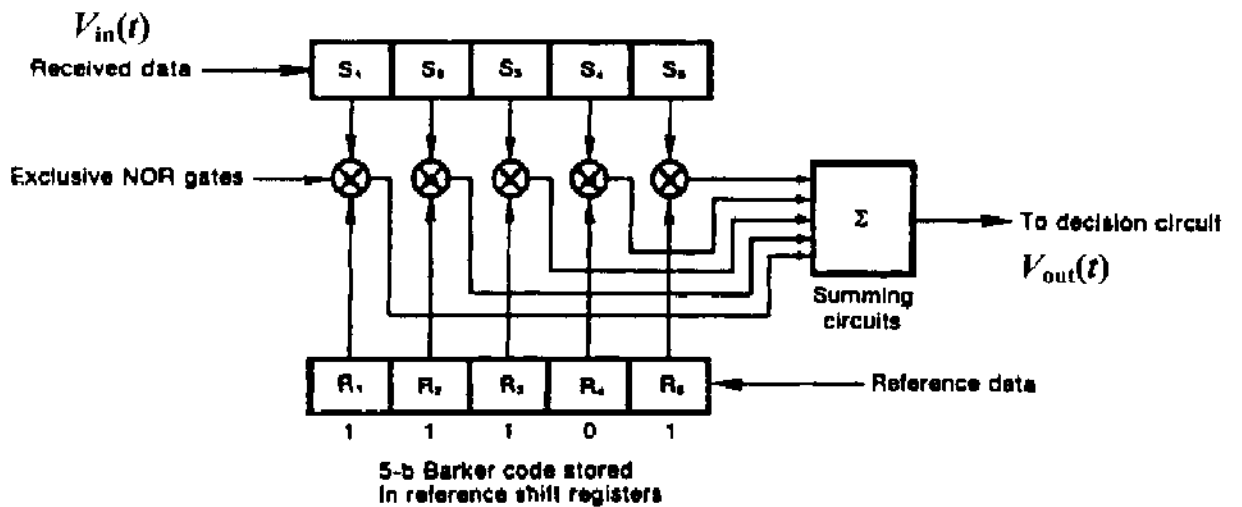 V_in(t)
Received data
S₁ S₂ S₃ S₄ S₅
Exclusive NOR gates
Σ
To decision circuit
V_out(t)
Summing
circuits
R₁ R₂ R₃ R₄ R₅
Reference data
1 1 1 0 1
5-b Barker code stored
In reference shift registers